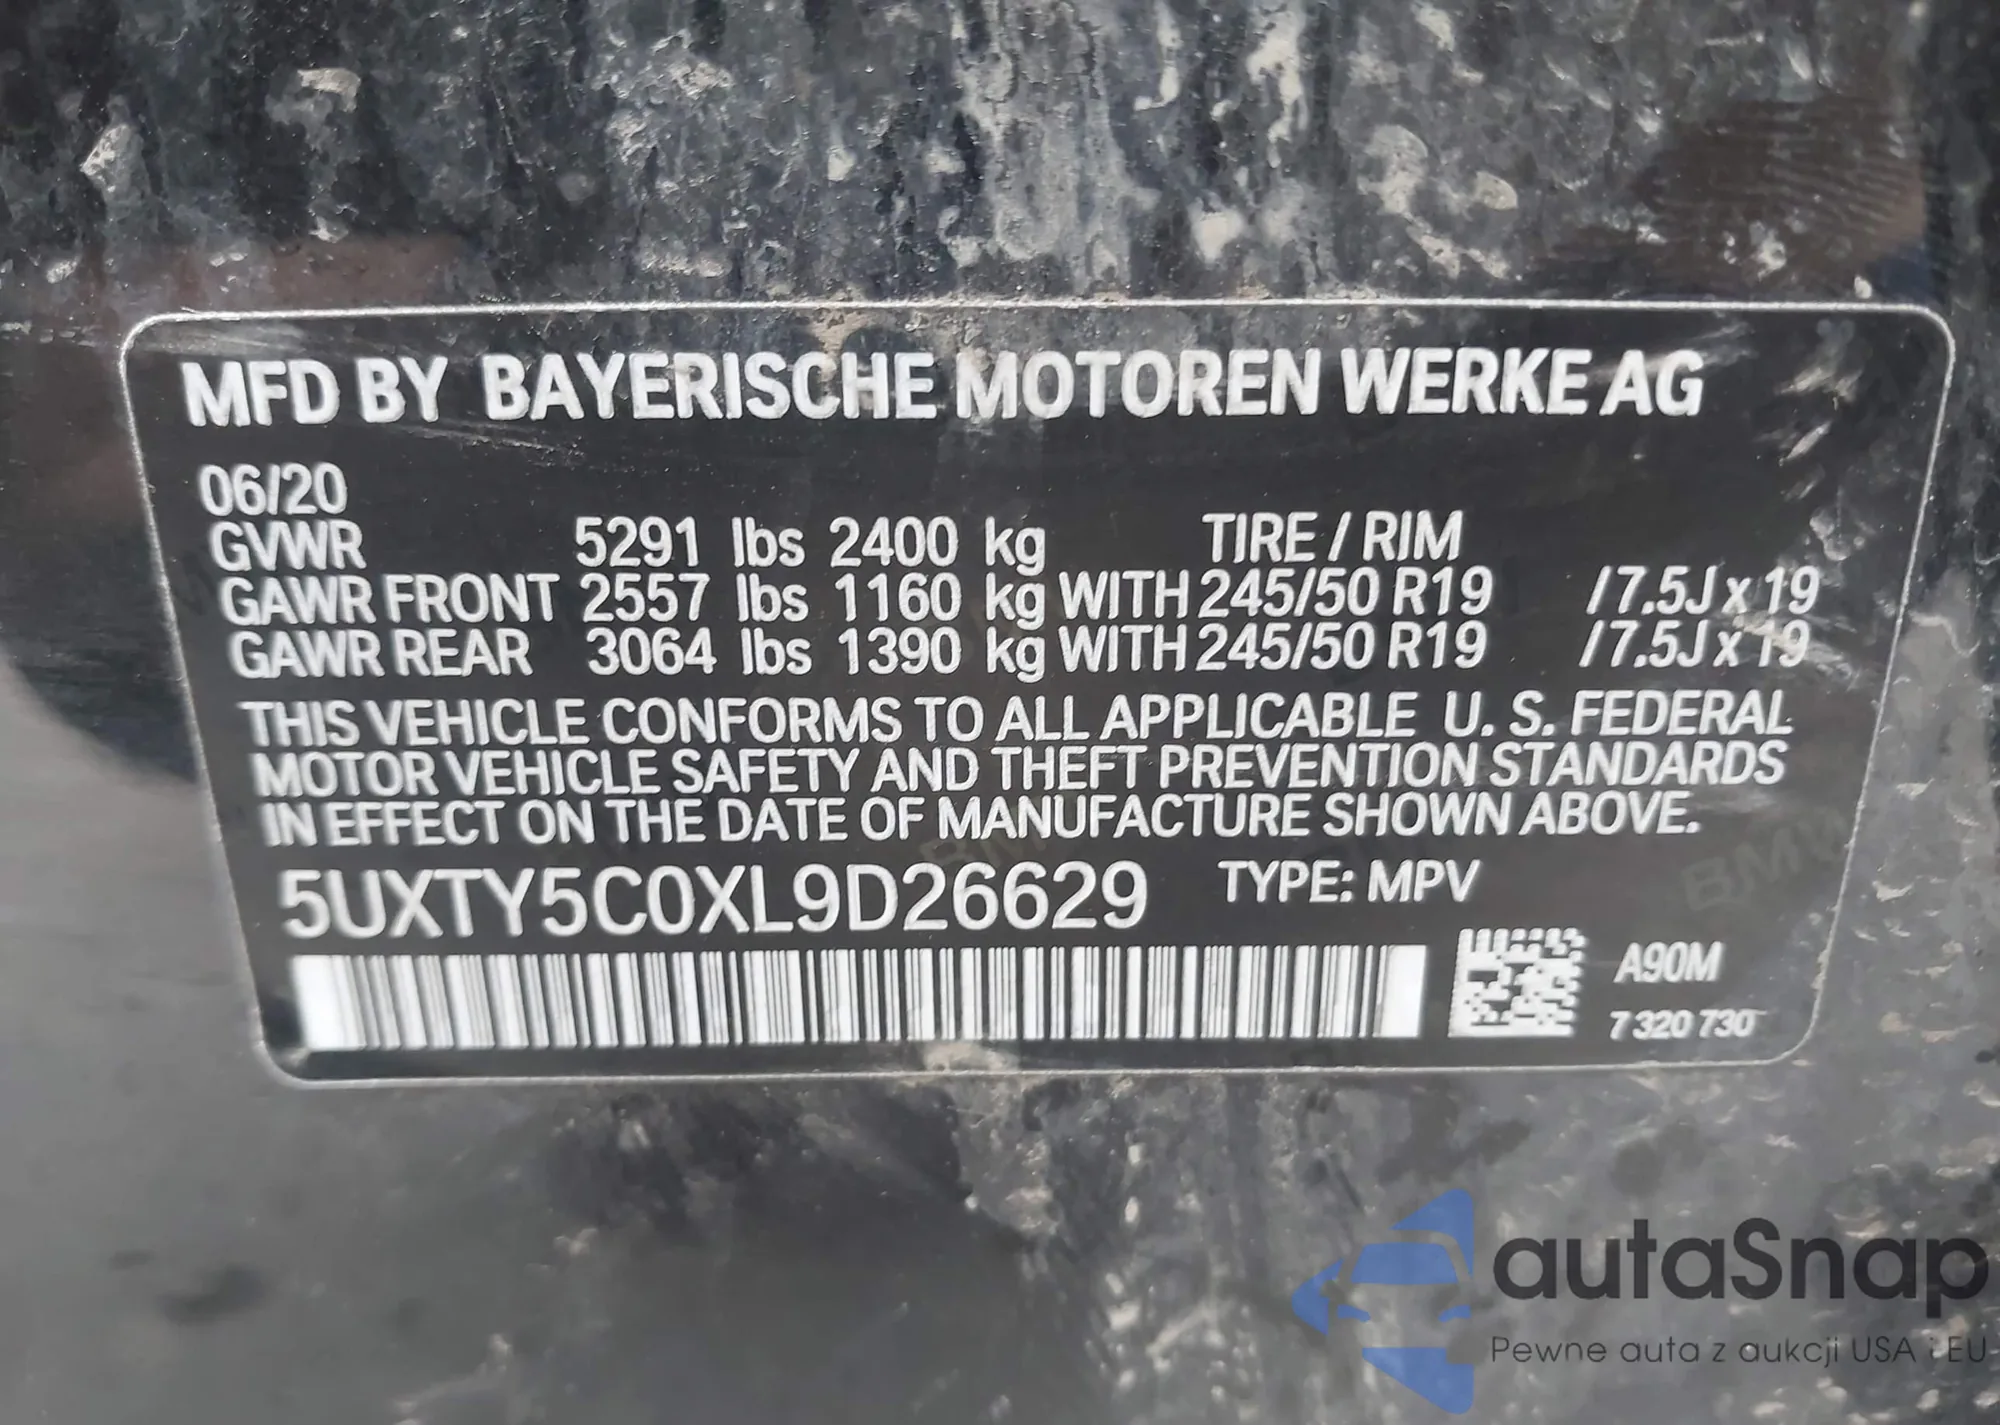 MFD BY BAYERISCHE MOTOREN WERKE AG
06/20
GVWR 5291 lbs 2400 kg TIRE / RIM
GAWR FRONT 2557 lbs 1160 kg WITH 245/50 R19 /7.5J x 19
GAWR REAR 3064 lbs 1390 kg WITH 245/50 R19 /7.5J x 19
THIS VEHICLE CONFORMS TO ALL APPLICABLE U. S. FEDERAL
MOTOR VEHICLE SAFETY AND THEFT PREVENTION STANDARDS
IN EFFECT ON THE DATE OF MANUFACTURE SHOWN ABOVE.
5UXTY5C0XL9D26629 TYPE: MPV
A90M
7 320 730
autaSnap
Pewne auta z aukcji USA i EU